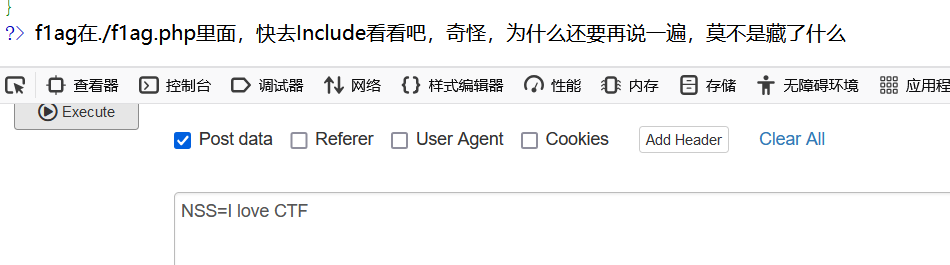 }
?> f1ag在./f1ag.php里面，快去Include看看吧，奇怪，为什么还要再说一遍，莫不是藏了什么
查看器 控制台 调试器 网络 样式编辑器 性能 内存 存储 无障碍环境 应用程
Execute
Post data Referer User Agent Cookies Add Header Clear All
NSS=I love CTF